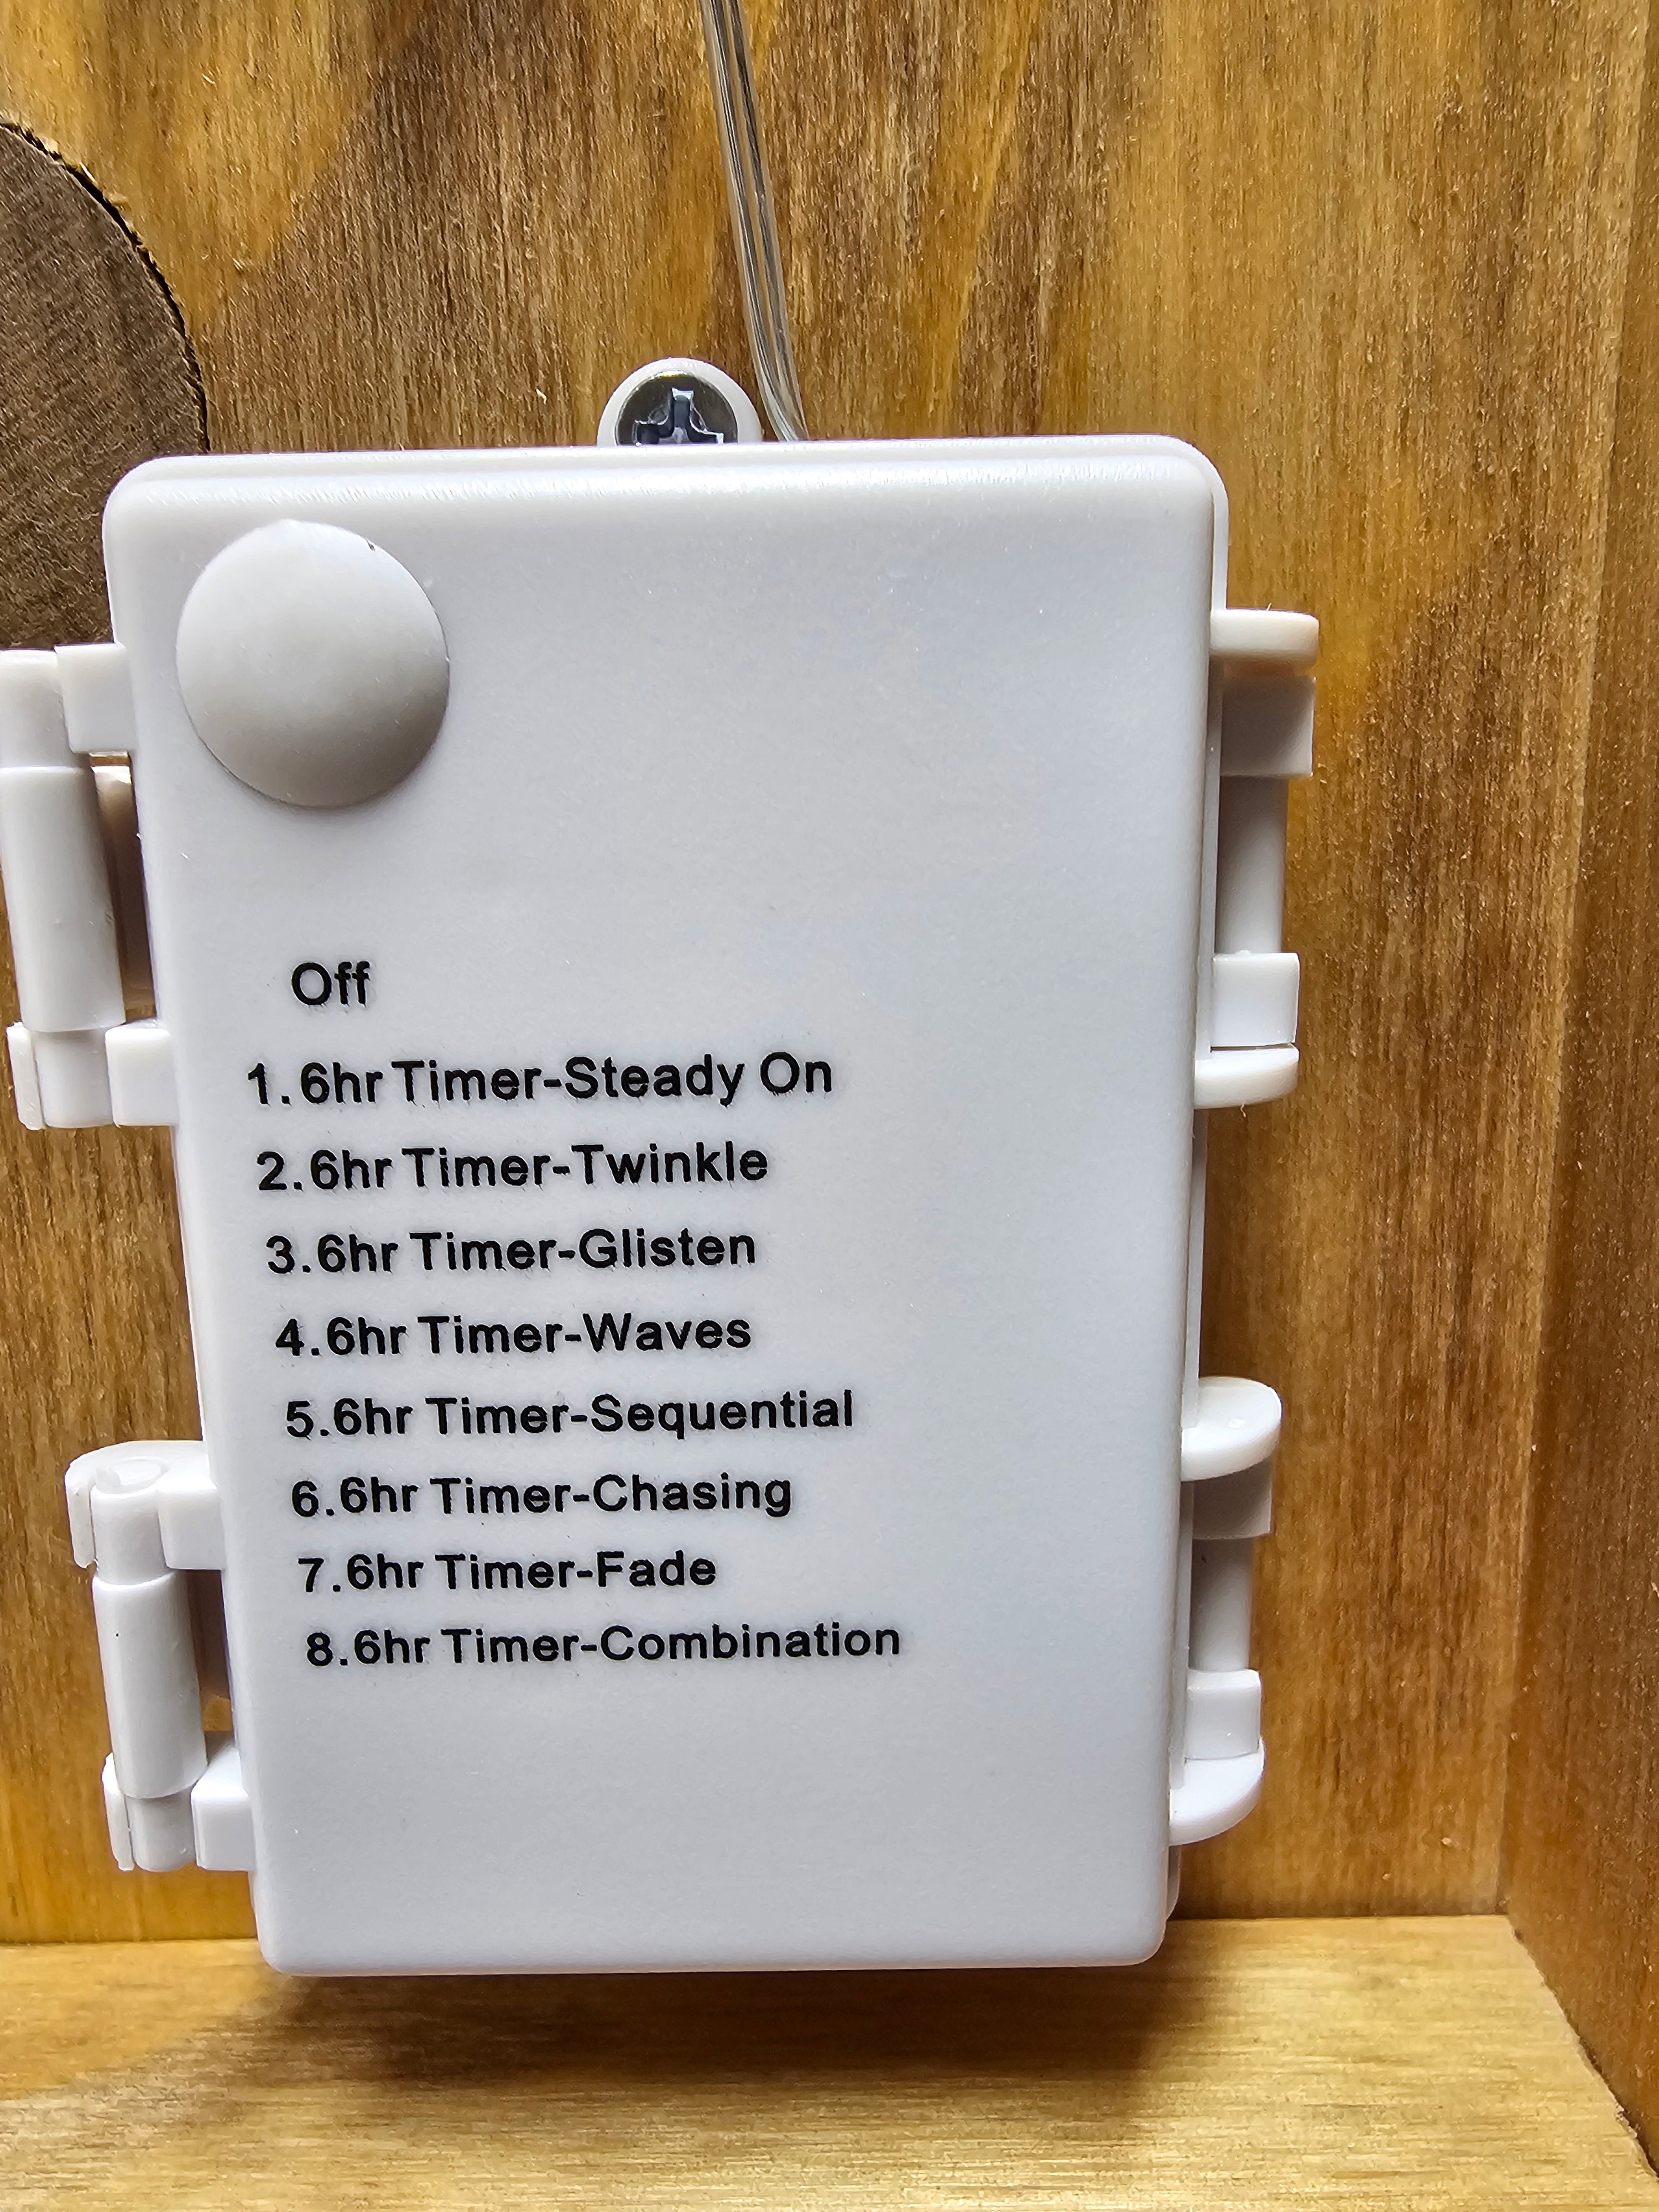 Off
1.6hr Timer-Steady On
2.6hr Timer-Twinkle
3.6hr Timer-Glisten
4.6hr Timer-Waves
5.6hr Timer-Sequential
6.6hr Timer-Chasing
7.6hr Timer-Fade
8.6hr Timer-Combination